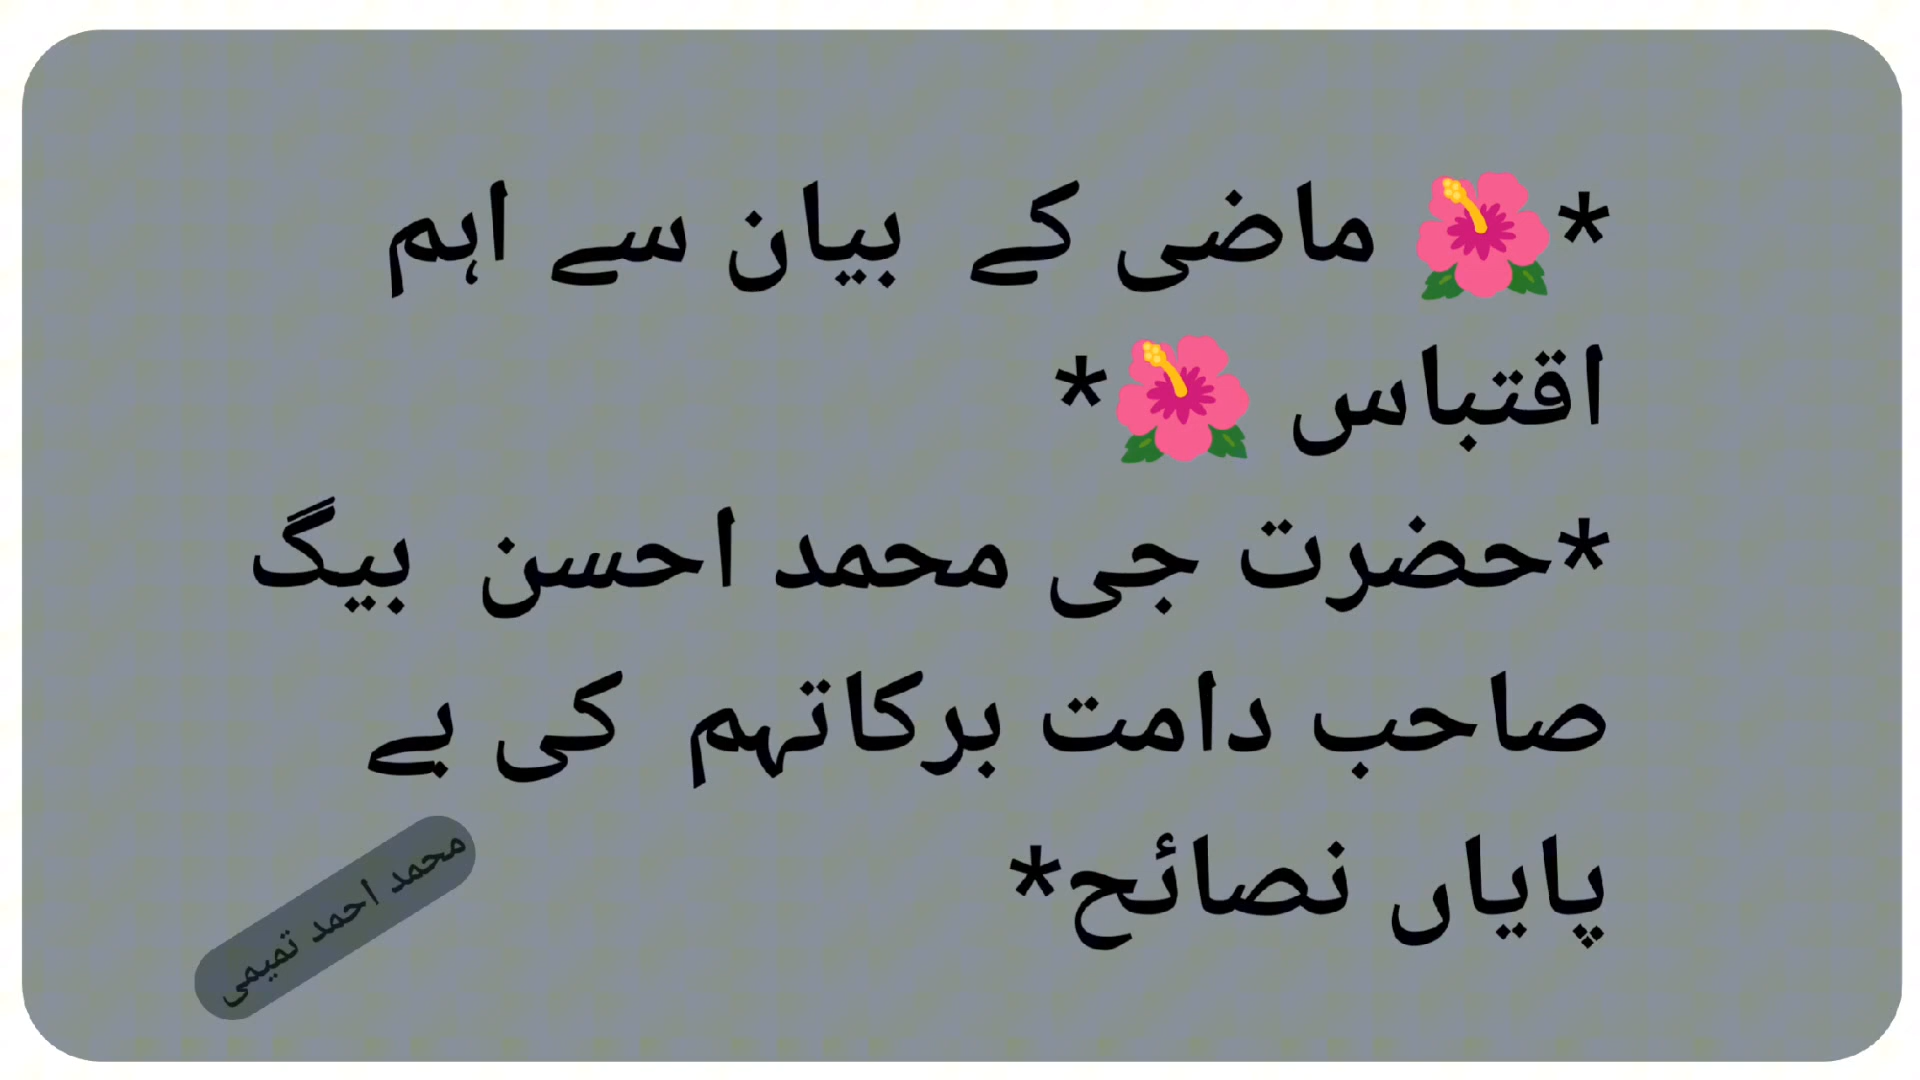 *🌺 ماضی کے  بیان سے اہم
اقتباس 🌺*
*حضرت جی محمد احسن  بیگ
صاحب دامت برکاتہم  کی بے
پایاں نصائح*
محمد احمد تمیمی